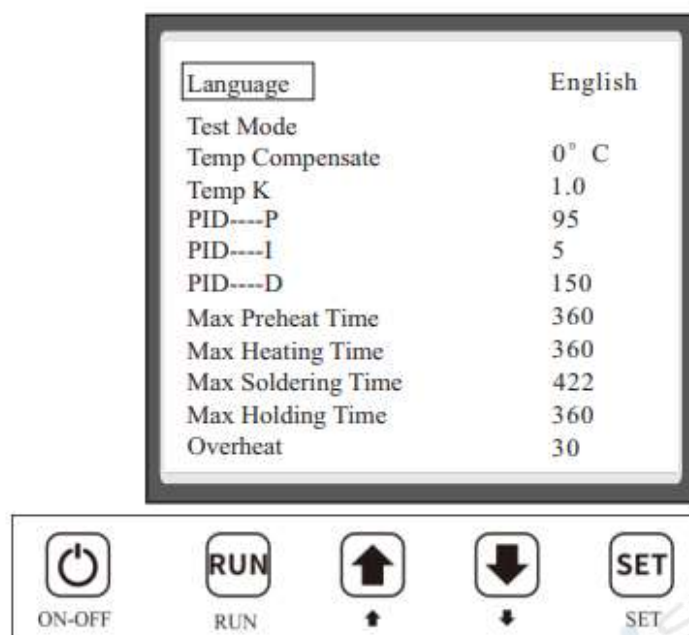 Language English
Test Mode
Temp Compensate 0° C
Temp K 1.0
PID----P 95
PID----I 5
PID----D 150
Max Preheat Time 360
Max Heating Time 360
Max Soldering Time 422
Max Holding Time 360
Overheat 30
RUN SET
ON-OFF RUN SET